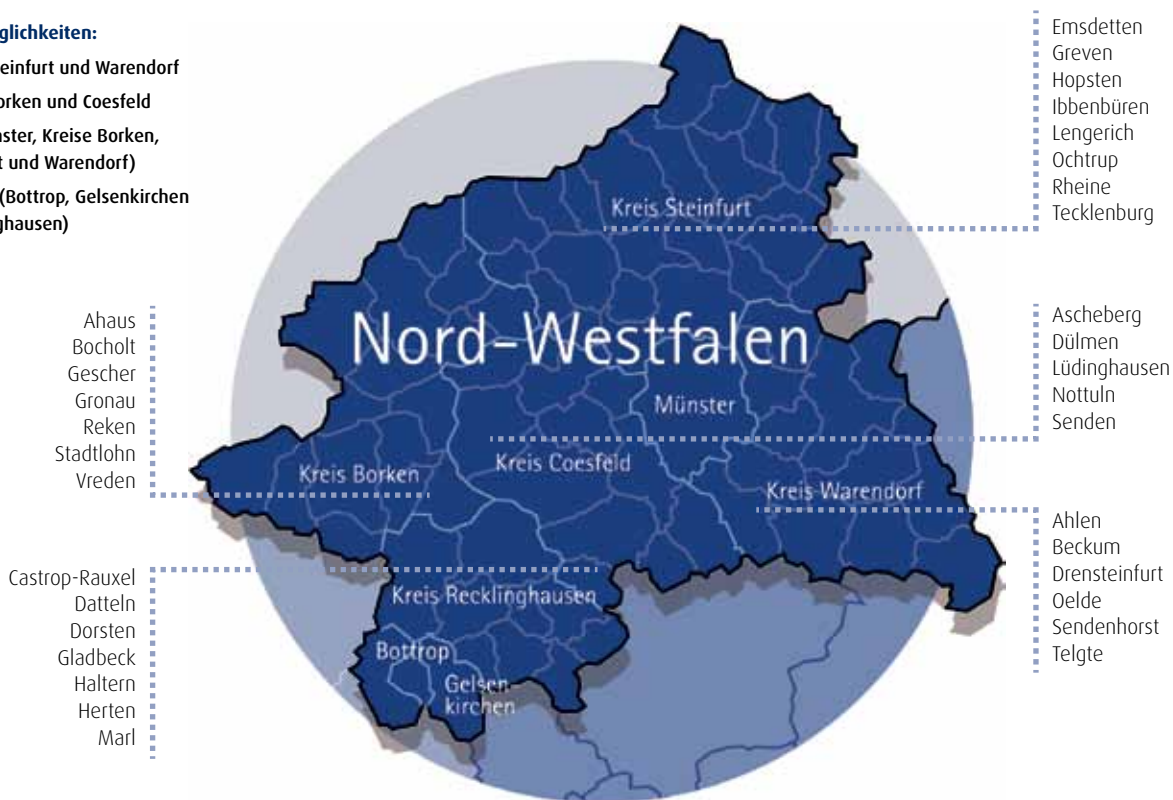 glichkeiten:
einfurt und Warendorf
orken und Coesfeld
ster, Kreise Borken,
t und Warendorf)
(Bottrop, Gelsenkirchen
ghausen)
Emsdetten
Greven
Hopsten
Ibbenbüren
Lengerich
Ochtrup
Rheine
Tecklenburg
Kreis Steinfurt
Nord-Westfalen
Münster
Kreis Borken
Kreis Coesfeld
Kreis Warendorf
Kreis Recklinghausen
Bottrop
Gelsen-
kirchen
Ahaus
Bocholt
Gescher
Gronau
Reken
Stadtlohn
Vreden
Ascheberg
Dülmen
Lüdinghausen
Nottuln
Senden
Castrop-Rauxel
Datteln
Dorsten
Gladbeck
Haltern
Herten
Marl
Ahlen
Beckum
Drensteinfurt
Oelde
Sendenhorst
Telgte